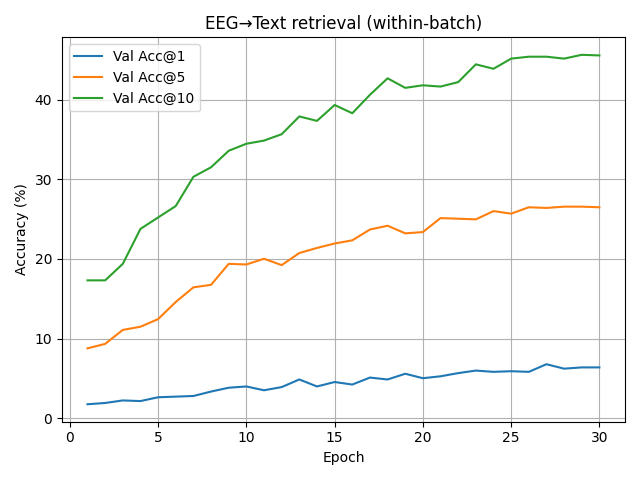 EEG→Text retrieval (within-batch)
Val Acc@1
Val Acc@5
Val Acc@10
Accuracy (%)
40
30
20
10
0
0 5 10 15 20 25 30
Epoch